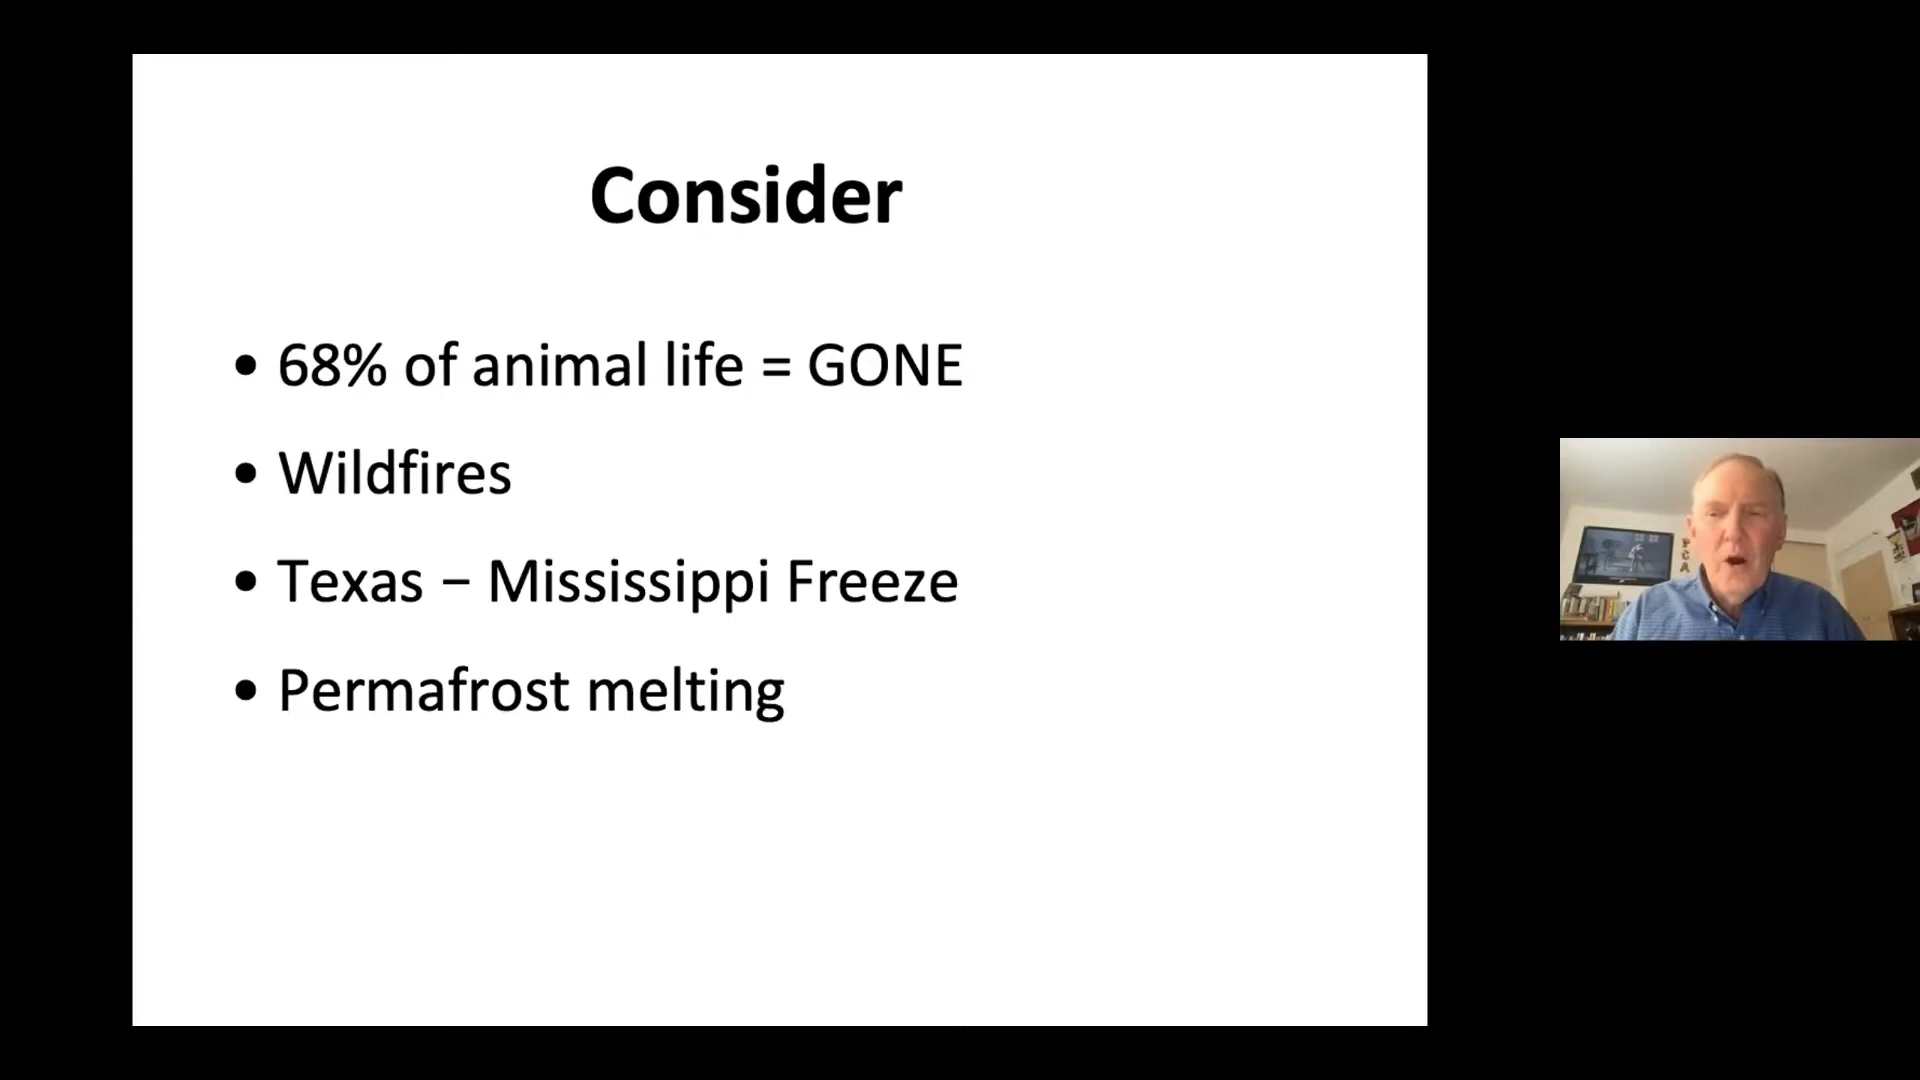 Consider
• 68% of animal life = GONE
• Wildfires
• Texas – Mississippi Freeze
• Permafrost melting